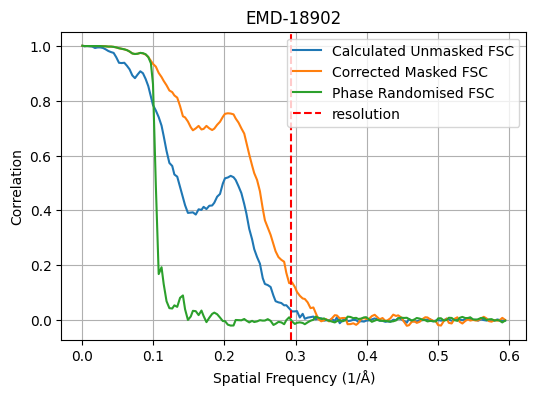 EMD-18902
Calculated Unmasked FSC
Corrected Masked FSC
Phase Randomised FSC
resolution
Correlation
1.0
0.8
0.6
0.4
0.2
0.0
0.0 0.1 0.2 0.3 0.4 0.5 0.6
Spatial Frequency (1/Å)